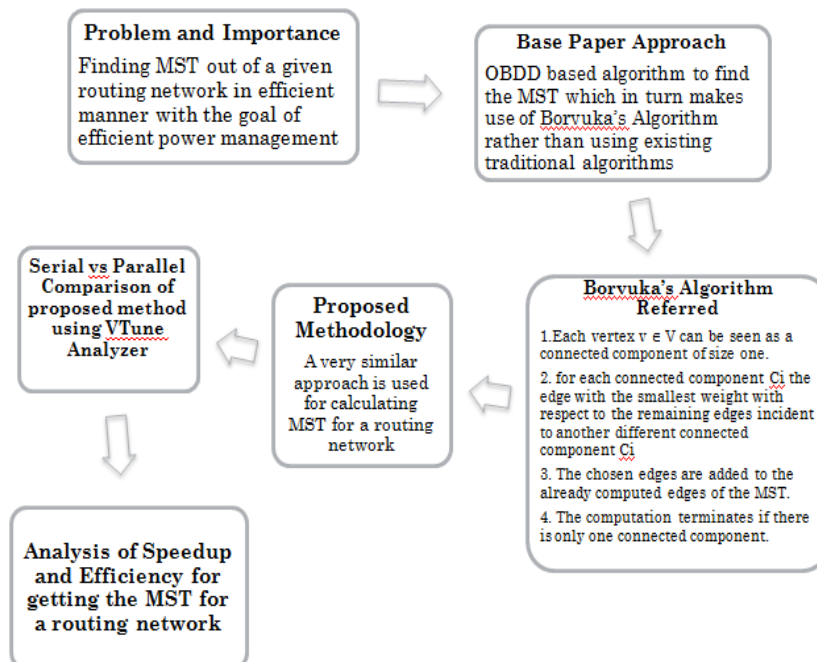 Problem and Importance
Finding MST out of a given
routing network in efficient
manner with the goal of
efficient power management
Base Paper Approach
OBDD based algorithm to find
the MST which in turn makes
use of Borvuka's Algorithm
rather than using existing
traditional algorithms
Borvuka's Algorithm
Referred
1.Each vertex v ∈ V can be seen as a
connected component of size one.
2. for each connected component Ci the
edge with the smallest weight with
respect to the remaining edges incident
to another different connected
component Ci
3. The chosen edges are added to the
already computed edges of the MST.
4. The computation terminates if there
is only one connected component.
Proposed
Methodology
A very similar
approach is used
for calculating
MST for a routing
network
Serial vs Parallel
Comparison of
proposed method
using VTune
Analyzer
Analysis of Speedup
and Efficiency for
getting the MST for
a routing network